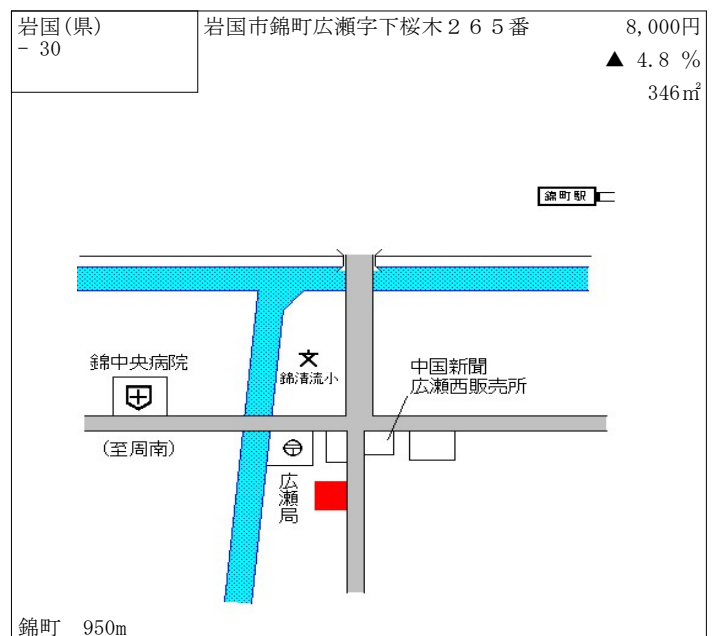 岩国(県)
－ 30
岩国市錦町広瀬字下桜木２６５番
8,000円
▲ 4.8 %
346㎡
錦町駅
錦中央病院
文
錦清流小
中国新聞
広瀬西販売所
(至周南)
〒
広瀬局
錦町 950m